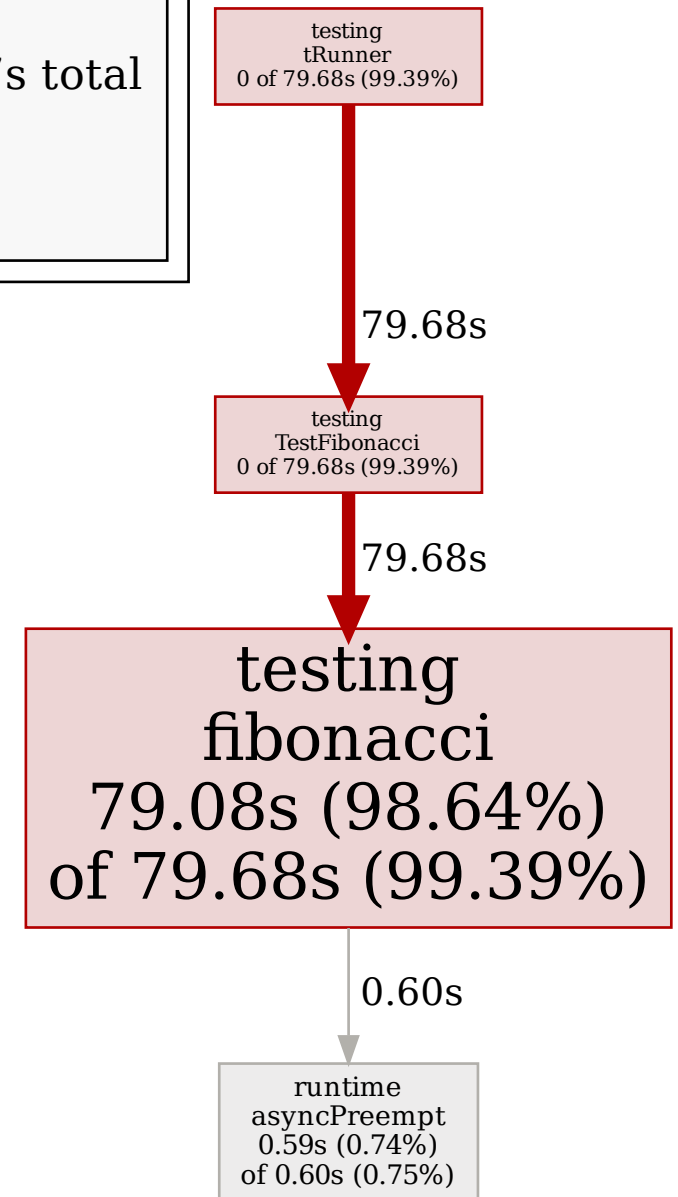 's total
testing
tRunner
0 of 79.68s (99.39%)
79.68s
testing
TestFibonacci
0 of 79.68s (99.39%)
79.68s
testing
fibonacci
79.08s (98.64%)
of 79.68s (99.39%)
0.60s
runtime
asyncPreempt
0.59s (0.74%)
of 0.60s (0.75%)